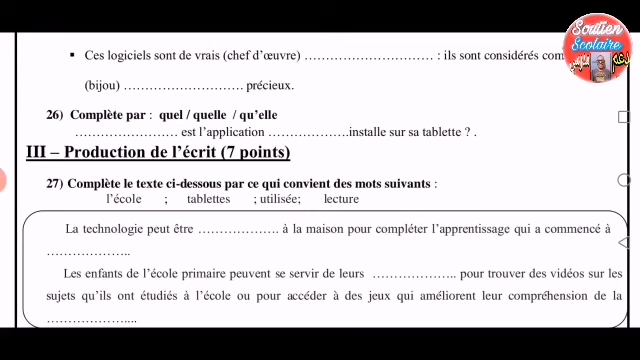 Soutien
Scolaire
▪ Ces logiciels sont de vrais (chef d’œuvre) ………………………… : ils sont considérés com
(bijou) ………………………. précieux.
26) Complète par : quel / quelle / qu’elle
…………………… est l’application ……………….installe sur sa tablette ? .
III – Production de l’écrit (7 points)
27) Complète le texte ci-dessous par ce qui convient des mots suivants :
l’école ; tablettes ; utilisée; lecture
La technologie peut être ………………. à la maison pour compléter l’apprentissage qui a commencé à
………………..
Les enfants de l’école primaire peuvent se servir de leurs ……………….. pour trouver des vidéos sur les
sujets qu’ils ont étudiés à l’école ou pour accéder à des jeux qui améliorent leur compréhension de la
………………....